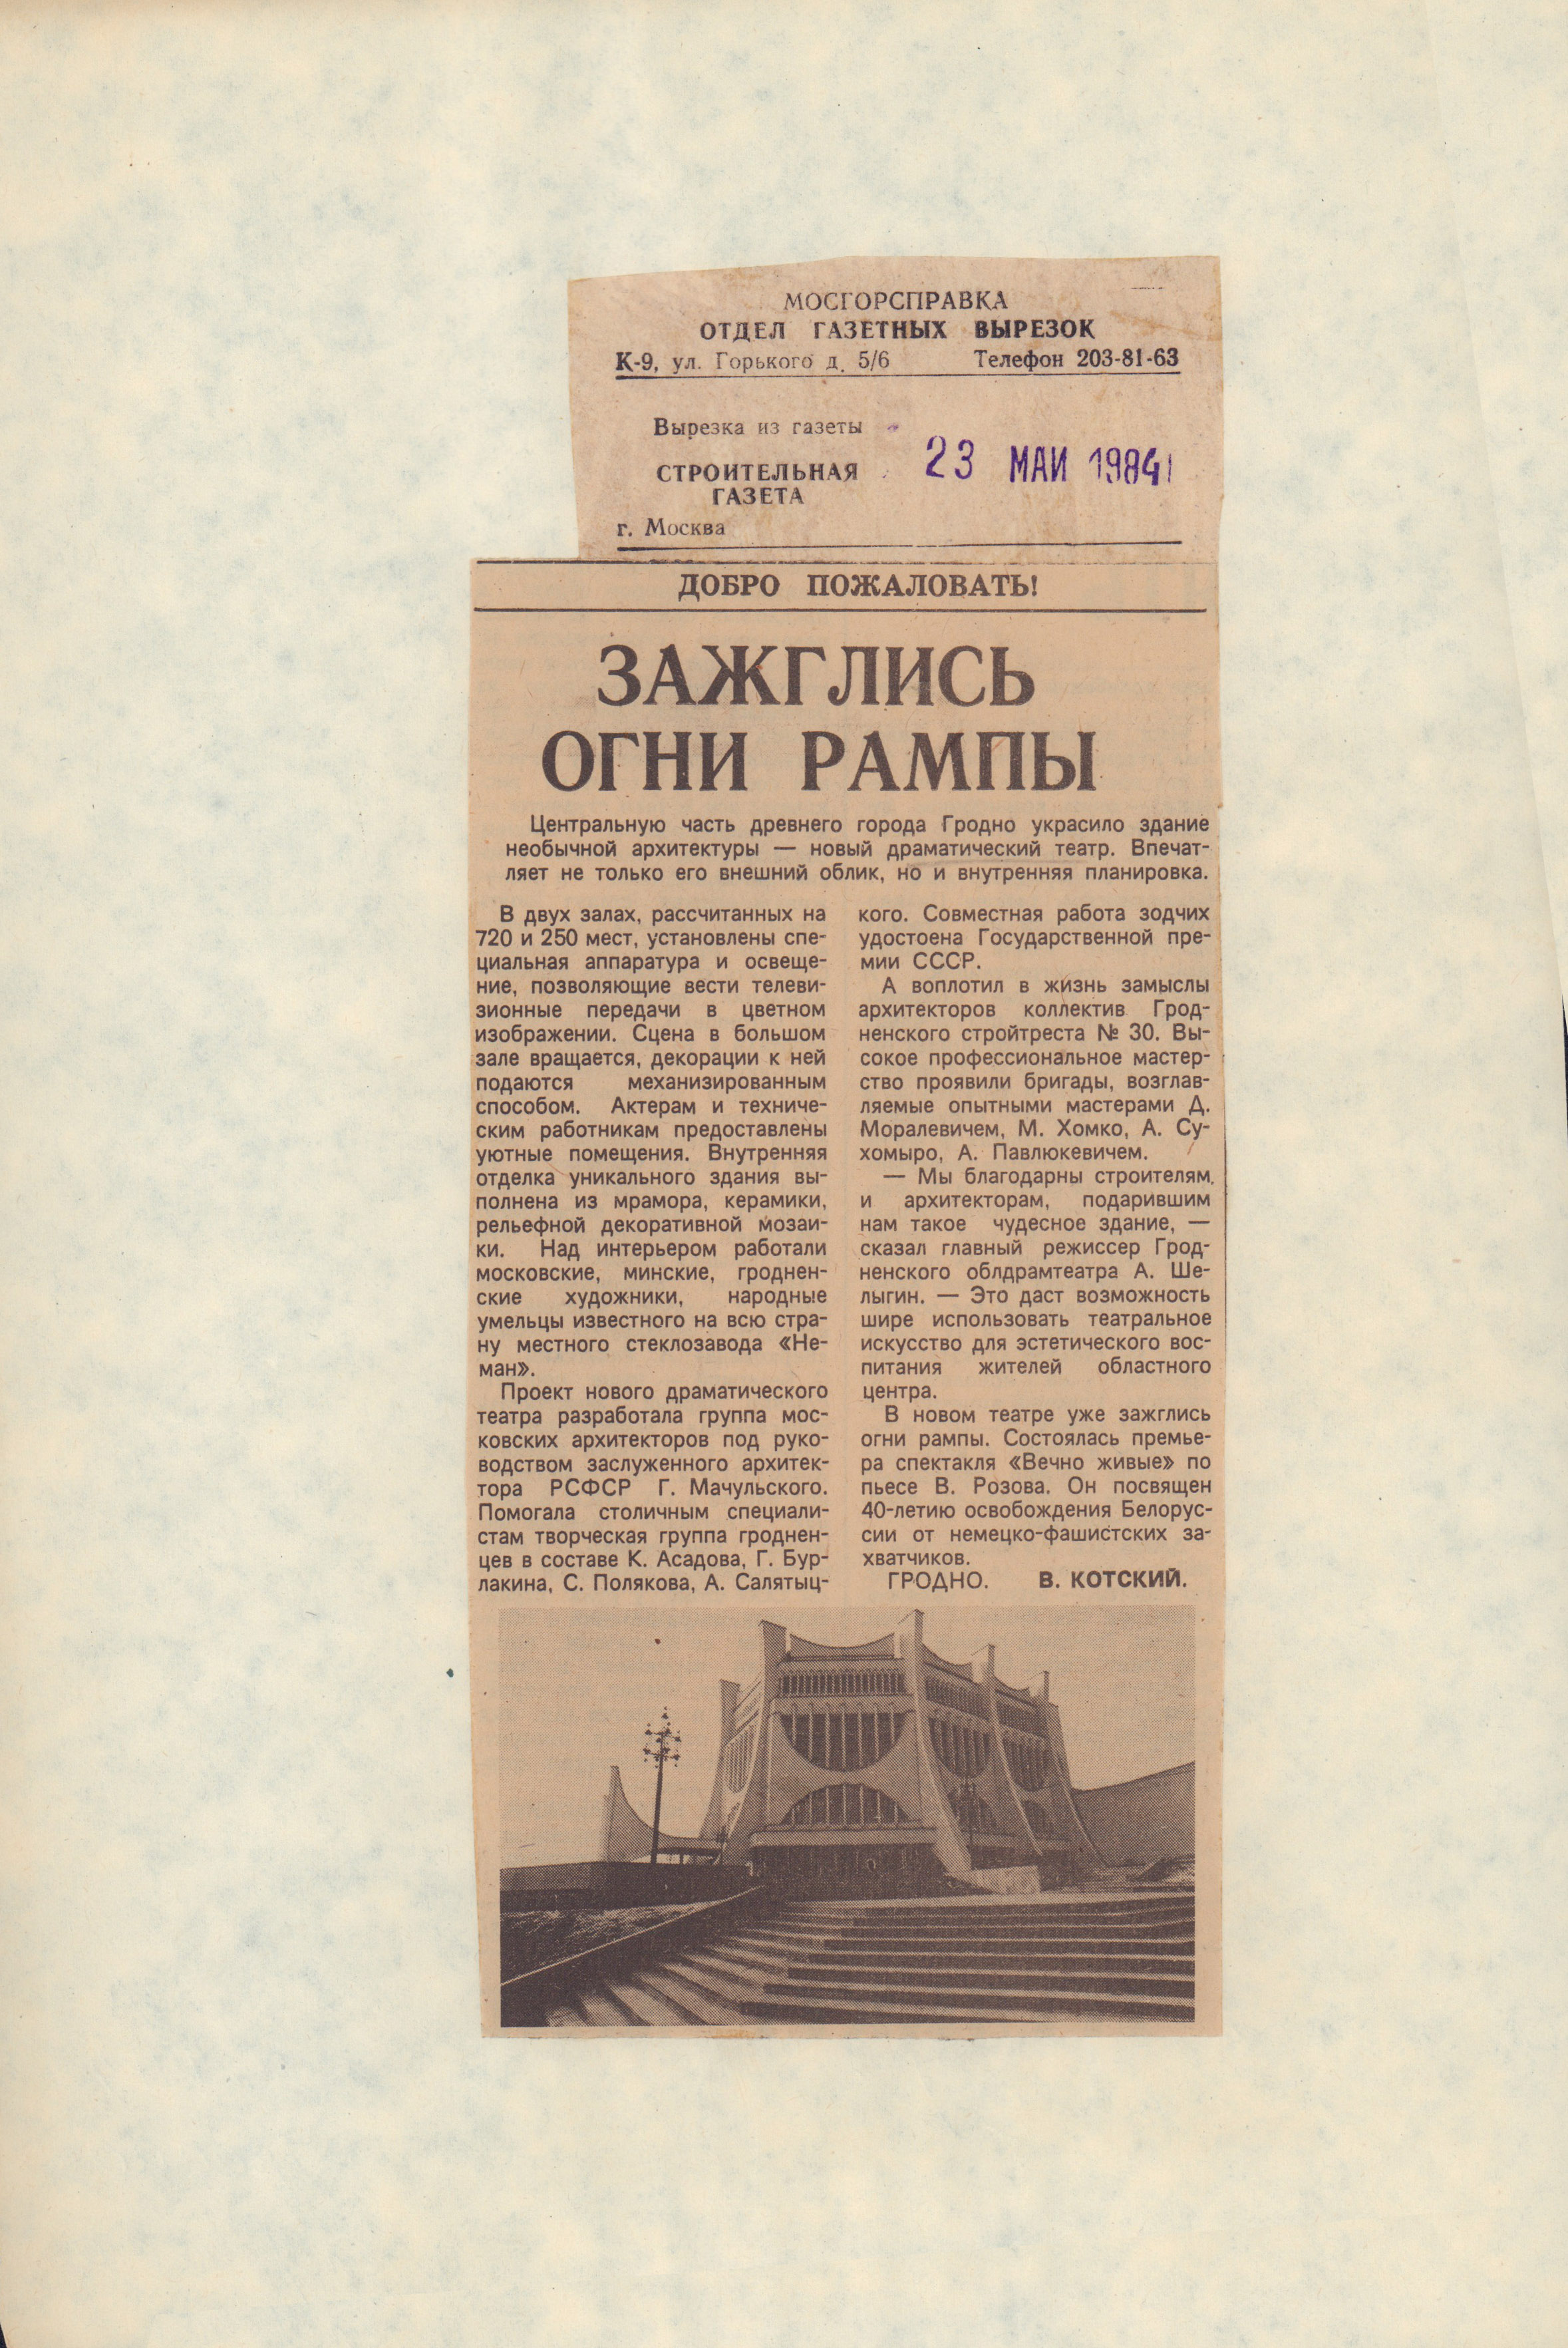 МОСГОРСПРАВКА
ОТДЕЛ ГАЗЕТНЫХ ВЫРЕЗОК
К-9, ул. Горького д. 5/6 Телефон 203-81-63
Вырезка из газеты
СТРОИТЕЛЬНАЯ
ГАЗЕТА
23 МАЙ 1984
г. Москва
ДОБРО ПОЖАЛОВАТЬ!
ЗАЖГЛИСЬ
ОГНИ РАМПЫ
Центральную часть древнего города Гродно украсило здание
необычной архитектуры — новый драматический театр. Впечат-
ляет не только его внешний облик, но и внутренняя планировка.
В двух залах, рассчитанных на
720 и 250 мест, установлены спе-
циальная аппаратура и освеще-
ние, позволяющие вести телеви-
зионные передачи в цветном
изображении. Сцена в большом
зале вращается, декорации к ней
подаются механизированным
способом. Актерам и техниче-
ским работникам предоставлены
уютные помещения. Внутренняя
отделка уникального здания вы-
полнена из мрамора, керамики,
рельефной декоративной мозаи-
ки. Над интерьером работали
московские, минские, гроднен-
ские художники, народные
умельцы известного на всю стра-
ну местного стеклозавода «Не-
ман».
Проект нового драматического
театра разработала группа мос-
ковских архитекторов под руко-
водством заслуженного архитек-
тора РСФСР Г. Мачульского.
Помогала столичным специали-
стам творческая группа гроднен-
цев в составе К. Асадова, Г. Бур-
лакина, С. Полякова, А. Салятыц-
кого. Совместная работа зодчих
удостоена Государственной пре-
мии СССР.
А воплотил в жизнь замыслы
архитекторов коллектив Грод-
ненского стройтреста № 30. Вы-
сокое профессиональное мастер-
ство проявили бригады, возглав-
ляемые опытными мастерами Д.
Моралевичем, М. Хомко, А. Су-
хомыро, А. Павлюкевичем.
— Мы благодарны строителям,
и архитекторам, подарившим
нам такое чудесное здание, —
сказал главный режиссер Грод-
ненского облдрамтеатра А. Ше-
лыгин. — Это даст возможность
шире использовать театральное
искусство для эстетического вос-
питания жителей областного
центра.
В новом театре уже зажглись
огни рампы. Состоялась премье-
ра спектакля «Вечно живые» по
пьесе В. Розова. Он посвящен
40-летию освобождения Белорус-
сии от немецко-фашистских за-
хватчиков.
ГРОДНО. В. КОТСКИЙ.